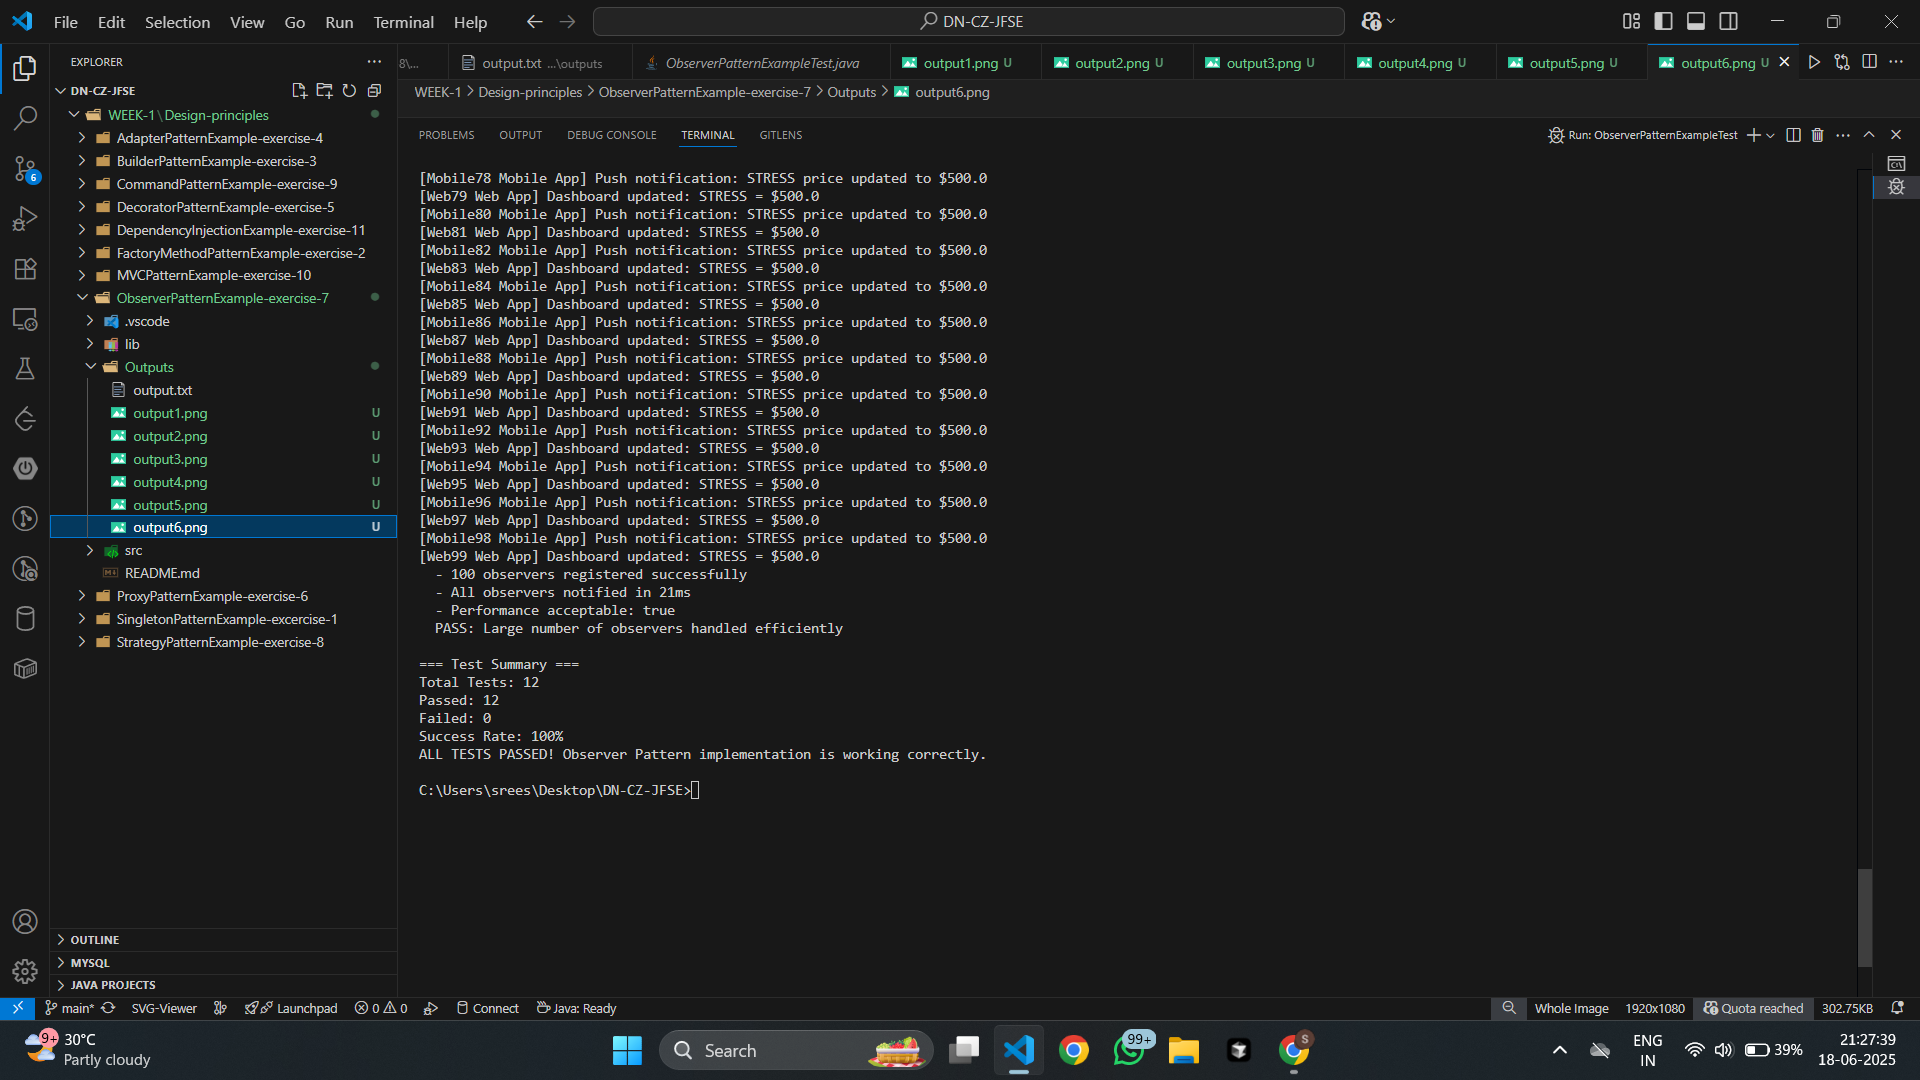 File Edit Selection View Go Run Terminal Help
DN-CZ-JFSE
EXPLORER
8\...
output.txt ...\outputs
ObserverPatternExampleTest.java
output1.png U
output2.png U
output3.png U
output4.png U
output5.png U
output6.png U
DN-CZ-JFSE
WEEK-1 > Design-principles > ObserverPatternExample-exercise-7 > Outputs > output6.png
WEEK-1\Design-principles
AdapterPatternExample-exercise-4
BuilderPatternExample-exercise-3
CommandPatternExample-exercise-9
DecoratorPatternExample-exercise-5
DependencyInjectionExample-exercise-11
FactoryMethodPatternExample-exercise-2
MVCPatternExample-exercise-10
ObserverPatternExample-exercise-7
.vscode
lib
Outputs
output.txt
output1.png U
output2.png U
output3.png U
output4.png U
output5.png U
output6.png U
src
README.md
ProxyPatternExample-exercise-6
SingletonPatternExample-excercise-1
StrategyPatternExample-exercise-8
OUTLINE
MYSQL
JAVA PROJECTS
6
PROBLEMS OUTPUT DEBUG CONSOLE TERMINAL GITLENS
Run: ObserverPatternExampleTest
[Mobile78 Mobile App] Push notification: STRESS price updated to $500.0
[Web79 Web App] Dashboard updated: STRESS = $500.0
[Mobile80 Mobile App] Push notification: STRESS price updated to $500.0
[Web81 Web App] Dashboard updated: STRESS = $500.0
[Mobile82 Mobile App] Push notification: STRESS price updated to $500.0
[Web83 Web App] Dashboard updated: STRESS = $500.0
[Mobile84 Mobile App] Push notification: STRESS price updated to $500.0
[Web85 Web App] Dashboard updated: STRESS = $500.0
[Mobile86 Mobile App] Push notification: STRESS price updated to $500.0
[Web87 Web App] Dashboard updated: STRESS = $500.0
[Mobile88 Mobile App] Push notification: STRESS price updated to $500.0
[Web89 Web App] Dashboard updated: STRESS = $500.0
[Mobile90 Mobile App] Push notification: STRESS price updated to $500.0
[Web91 Web App] Dashboard updated: STRESS = $500.0
[Mobile92 Mobile App] Push notification: STRESS price updated to $500.0
[Web93 Web App] Dashboard updated: STRESS = $500.0
[Mobile94 Mobile App] Push notification: STRESS price updated to $500.0
[Web95 Web App] Dashboard updated: STRESS = $500.0
[Mobile96 Mobile App] Push notification: STRESS price updated to $500.0
[Web97 Web App] Dashboard updated: STRESS = $500.0
[Mobile98 Mobile App] Push notification: STRESS price updated to $500.0
[Web99 Web App] Dashboard updated: STRESS = $500.0
- 100 observers registered successfully
- All observers notified in 21ms
- Performance acceptable: true
PASS: Large number of observers handled efficiently
=== Test Summary ===
Total Tests: 12
Passed: 12
Failed: 0
Success Rate: 100%
ALL TESTS PASSED! Observer Pattern implementation is working correctly.
C:\Users\srees\Desktop\DN-CZ-JFSE>
main* SVG-Viewer Launchpad 0 0 Connect Java: Ready
Whole Image 1920x1080 Quota reached 302.75KB
9+ 30°C
Partly cloudy
Search
99+
S
ENG
IN
39%
21:27:39
18-06-2025